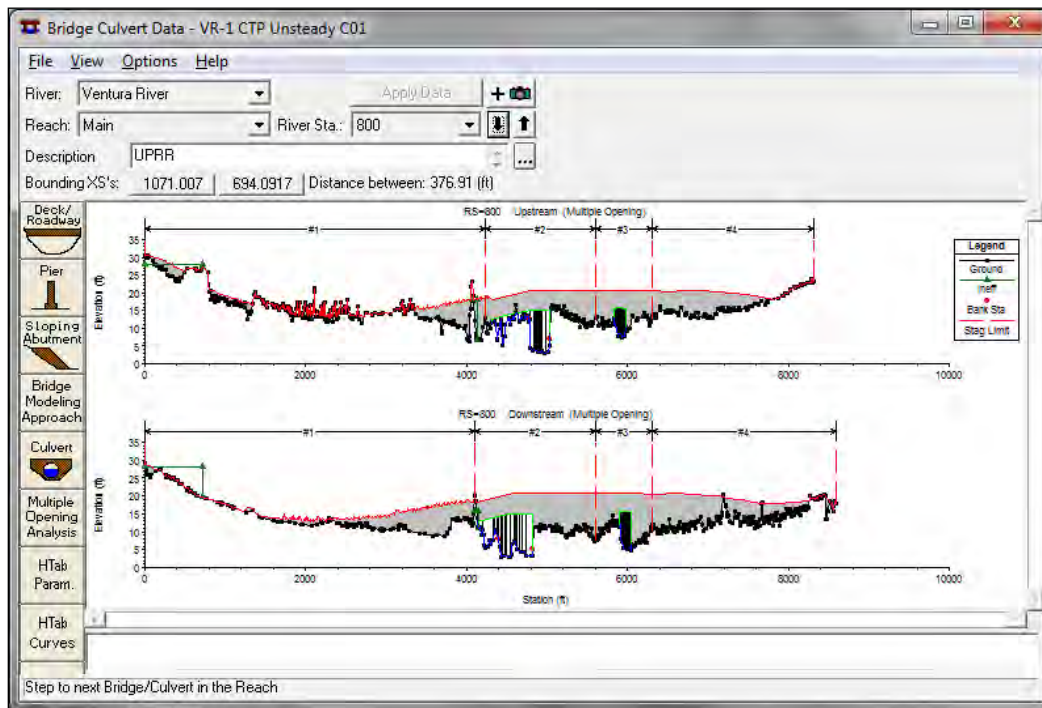 Bridge Culvert Data - VR-1 CTP Unsteady C01
File View Options Help
River: Ventura River Apply Data
Reach: Main River Sta.: 800
Description UPRR ...
Bounding XS's: 1071.007 694.0917 Distance between: 376.91 (ft)
Deck/
Roadway
Pier
Sloping
Abutment
Bridge
Modeling
Approach
Culvert
Multiple
Opening
Analysis
HTab
Param.
HTab
Curves
RS=800 Upstream (Multiple Opening)
#1 #2 #3 #4
Elevation (ft)
35
30
25
20
15
10
5
0
0 2000 4000 6000 8000 10000
Legend
Ground
Ineff
Bank Sta
Stag Limit
RS=800 Downstream (Multiple Opening)
#1 #2 #3 #4
Elevation (ft)
35
30
25
20
15
10
5
0
0 2000 4000 6000 8000 10000
Station (ft)
Step to next Bridge/Culvert in the Reach